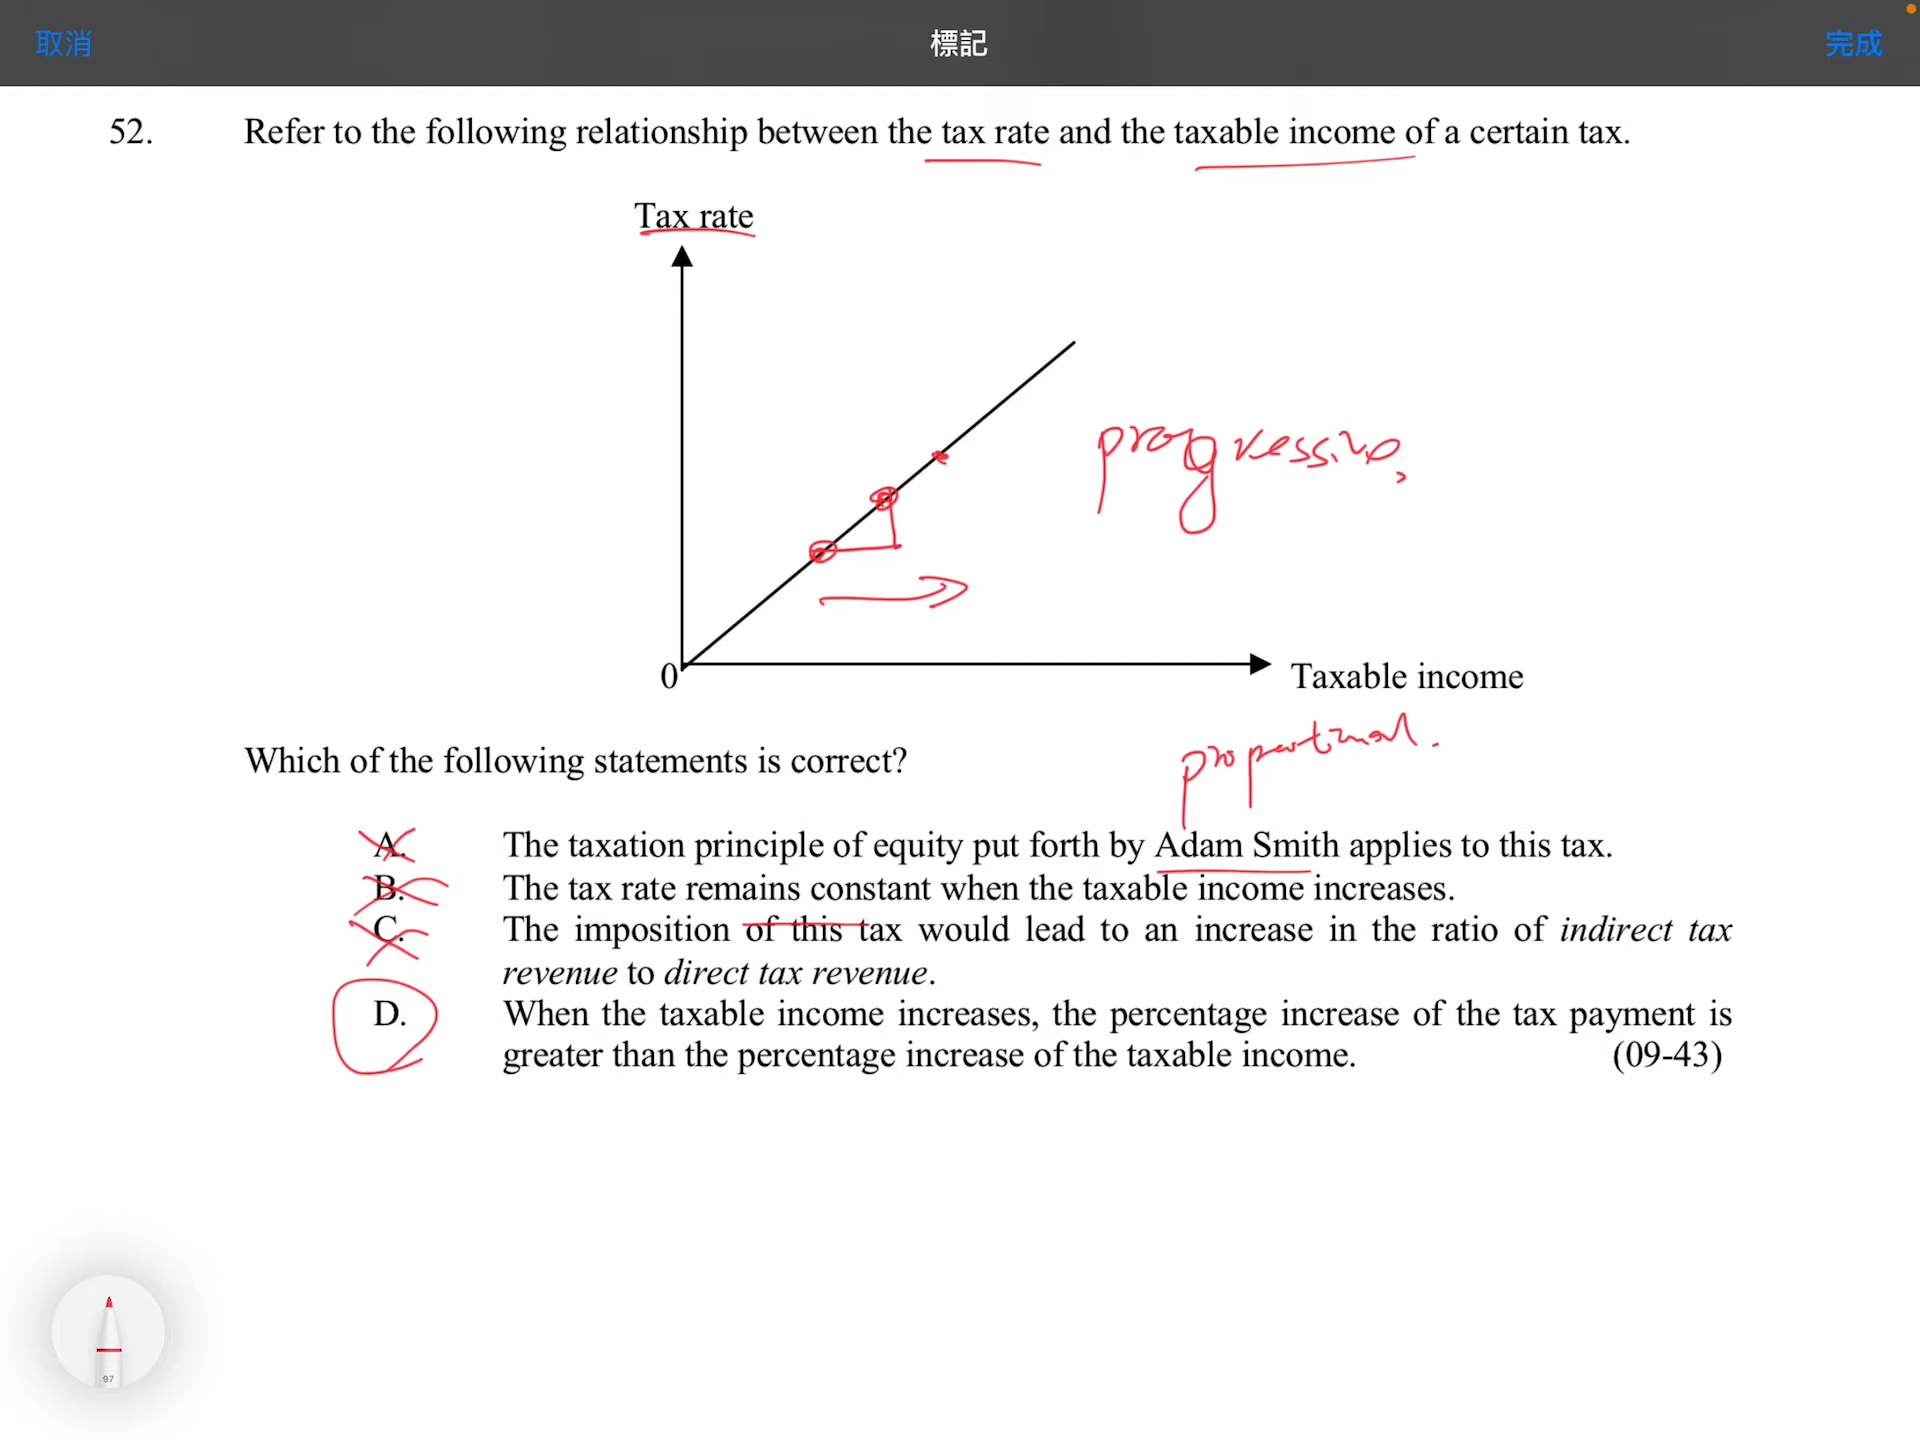 取消 標記 完成
52. Refer to the following relationship between the tax rate and the taxable income of a certain tax.
Tax rate
progressive,
0
Taxable income
proportional.
Which of the following statements is correct?
A. The taxation principle of equity put forth by Adam Smith applies to this tax.
B. The tax rate remains constant when the taxable income increases.
C. The imposition of this tax would lead to an increase in the ratio of indirect tax
revenue to direct tax revenue.
D. When the taxable income increases, the percentage increase of the tax payment is
greater than the percentage increase of the taxable income. (09-43)
97